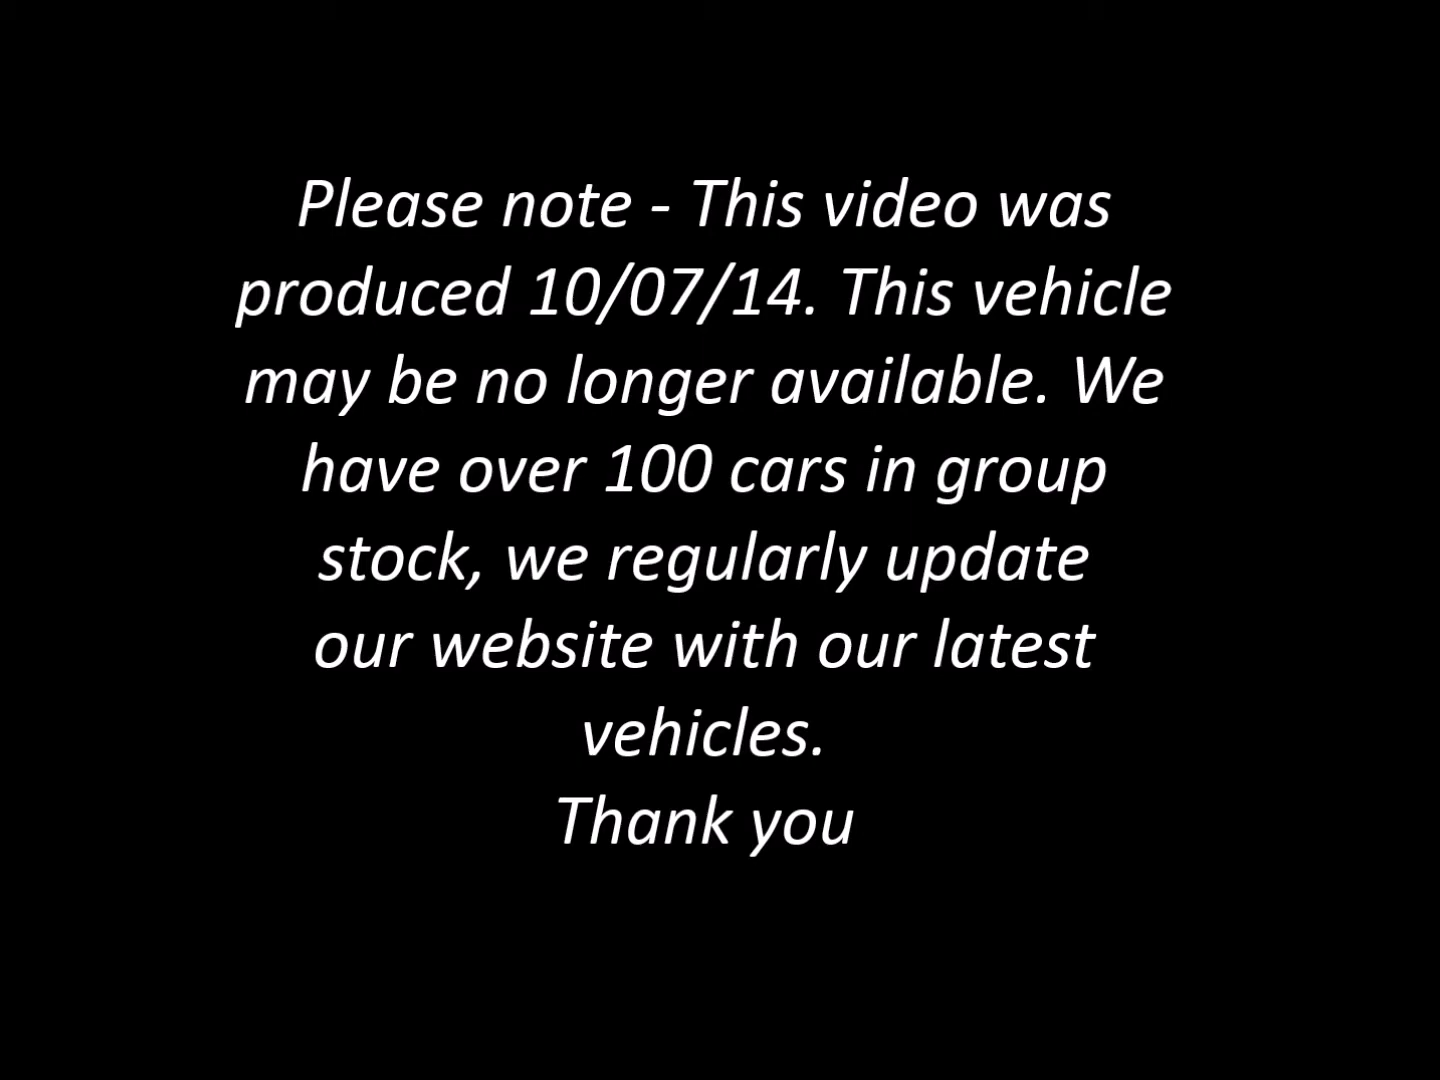 Please note - This video was
produced 10/07/14. This vehicle
may be no longer available. We
have over 100 cars in group
stock, we regularly update
our website with our latest
vehicles.
Thank you